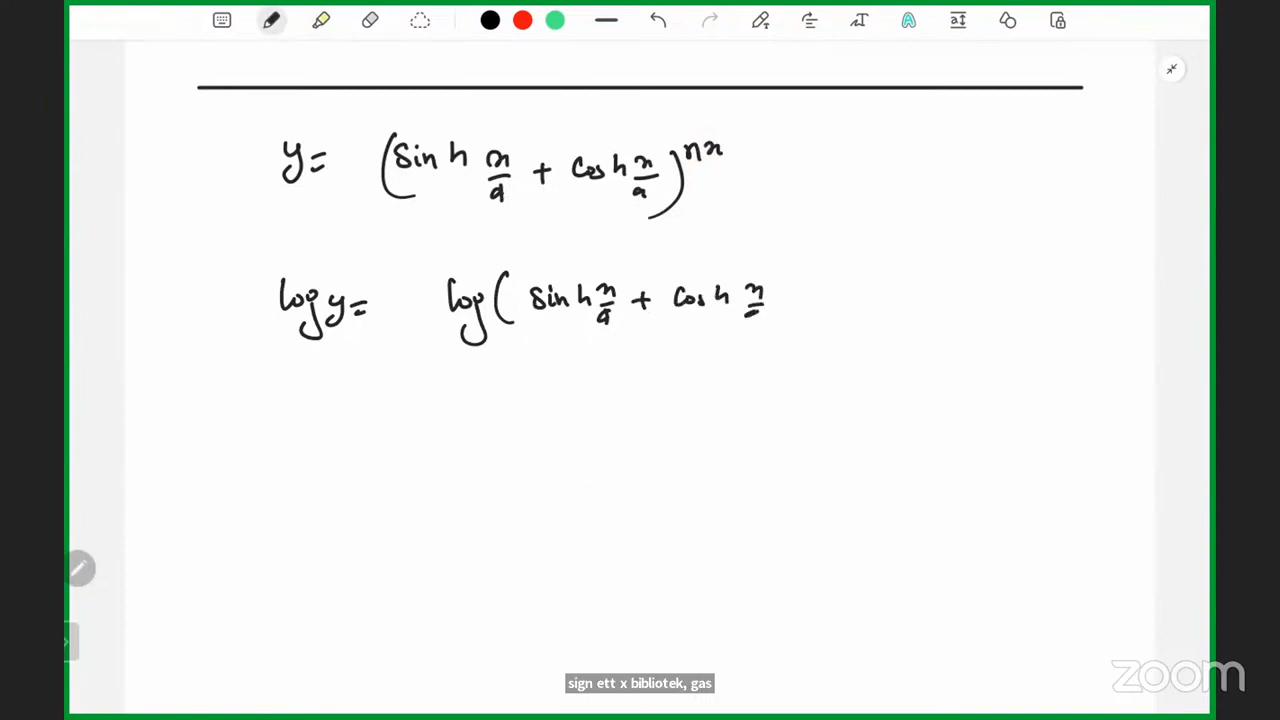 y = (sin h x/a + cos h x/a)^nx
log y = log ( sin h x/a + cos h x/
sign ett x bibliotek, gas
zoom